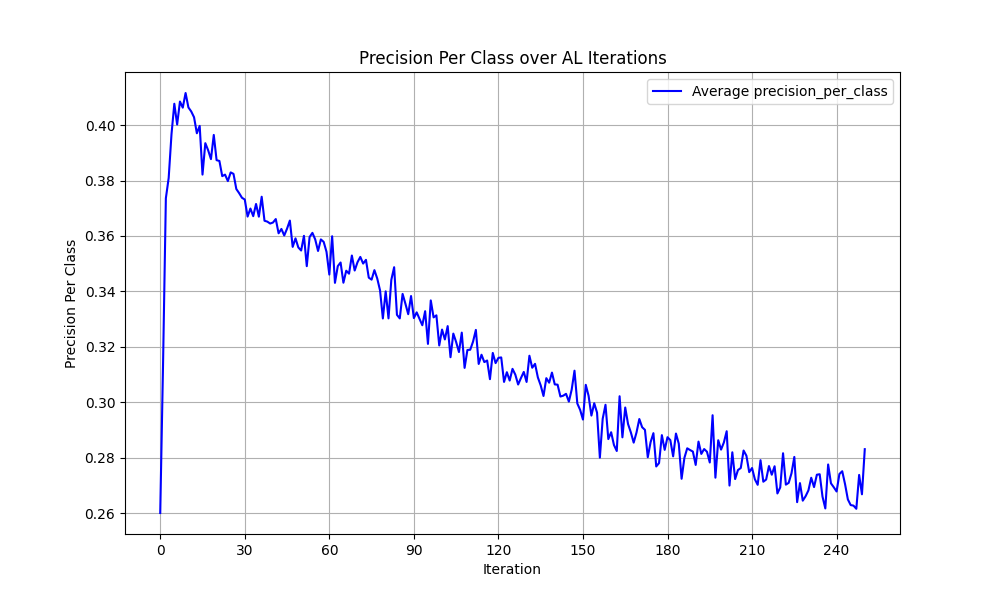 Precision Per Class over AL Iterations
Average precision_per_class
Precision Per Class
0.40
0.38
0.36
0.34
0.32
0.30
0.28
0.26
0 30 60 90 120 150 180 210 240
Iteration